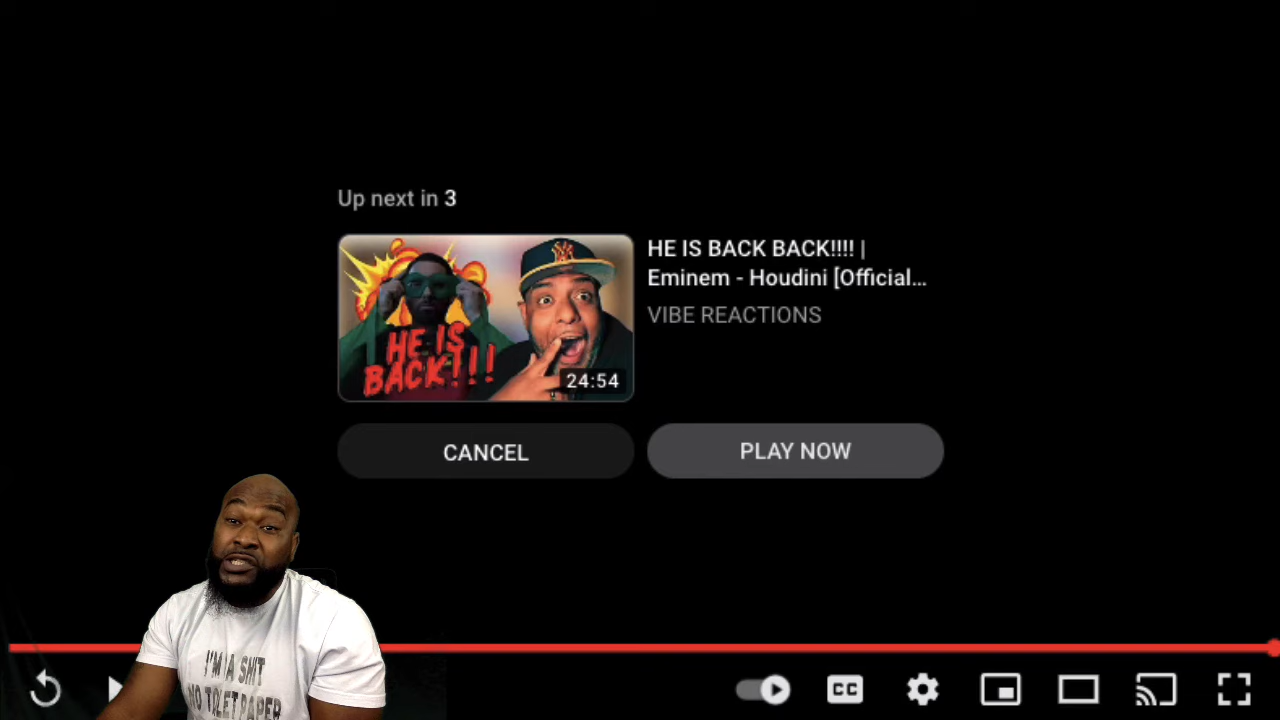 Up next in 3
HE IS BACK BACK!!!! |
Eminem - Houdini [Official...
VIBE REACTIONS
HE IS
BACK!!!
24:54
CANCEL
PLAY NOW
I'M A SHIT
NO TOILET PAPER
CC